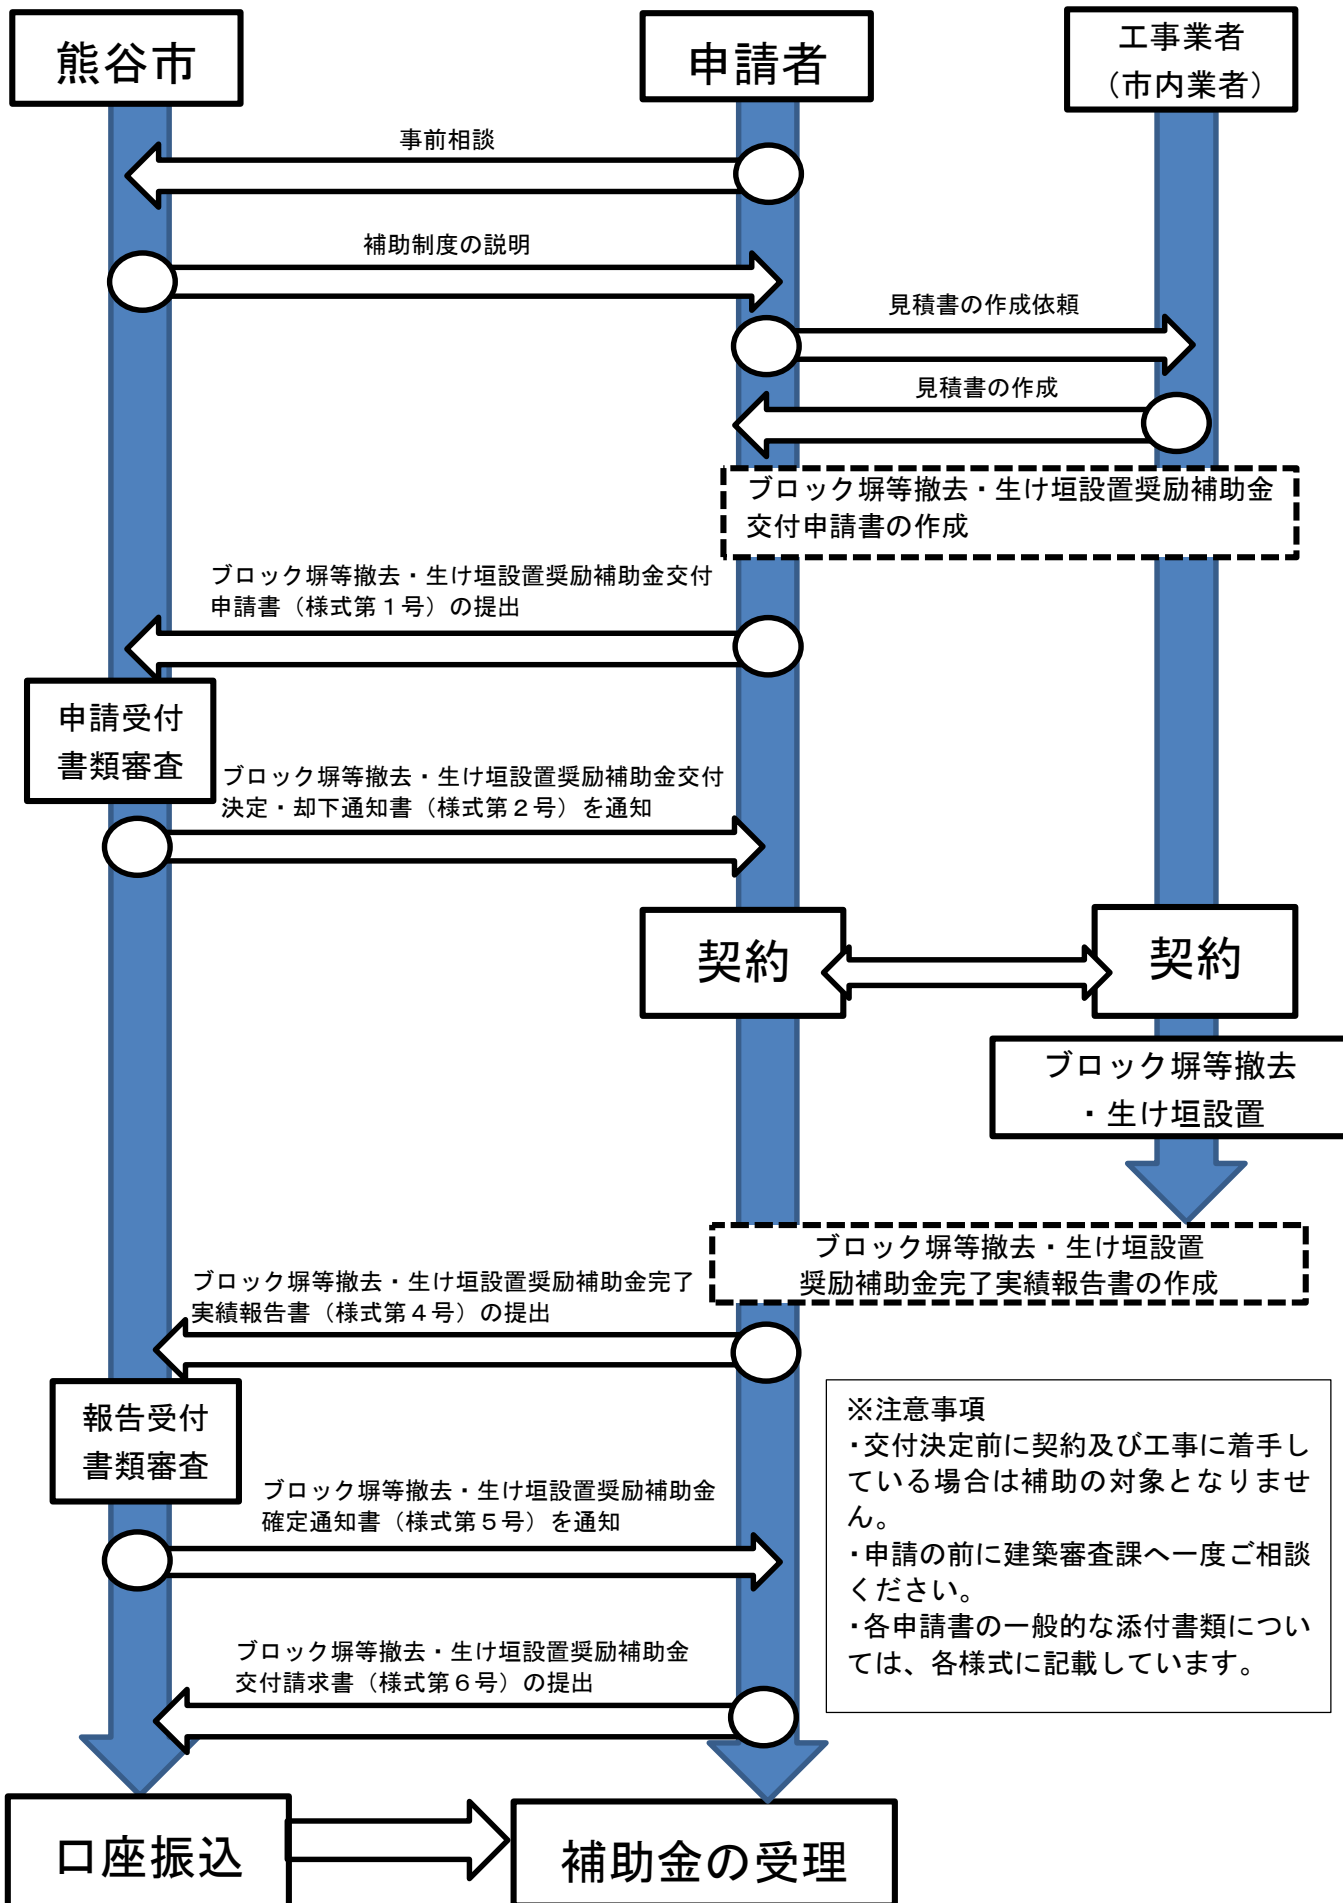 熊谷市
申請者
工事業者
（市内業者）
事前相談
補助制度の説明
見積書の作成依頼
見積書の作成
ブロック塀等撤去・生け垣設置奨励補助金
交付申請書の作成
ブロック塀等撤去・生け垣設置奨励補助金交付
申請書（様式第１号）の提出
申請受付
書類審査
ブロック塀等撤去・生け垣設置奨励補助金交付
決定・却下通知書（様式第２号）を通知
契約
契約
ブロック塀等撤去
・生け垣設置
ブロック塀等撤去・生け垣設置
奨励補助金完了実績報告書の作成
ブロック塀等撤去・生け垣設置奨励補助金完了
実績報告書（様式第４号）の提出
報告受付
書類審査
※注意事項
・交付決定前に契約及び工事に着手し
ている場合は補助の対象となりませ
ん。
・申請の前に建築審査課へ一度ご相談
ください。
・各申請書の一般的な添付書類につい
ては、各様式に記載しています。
ブロック塀等撤去・生け垣設置奨励補助金
確定通知書（様式第５号）を通知
ブロック塀等撤去・生け垣設置奨励補助金
交付請求書（様式第６号）の提出
口座振込
補助金の受理